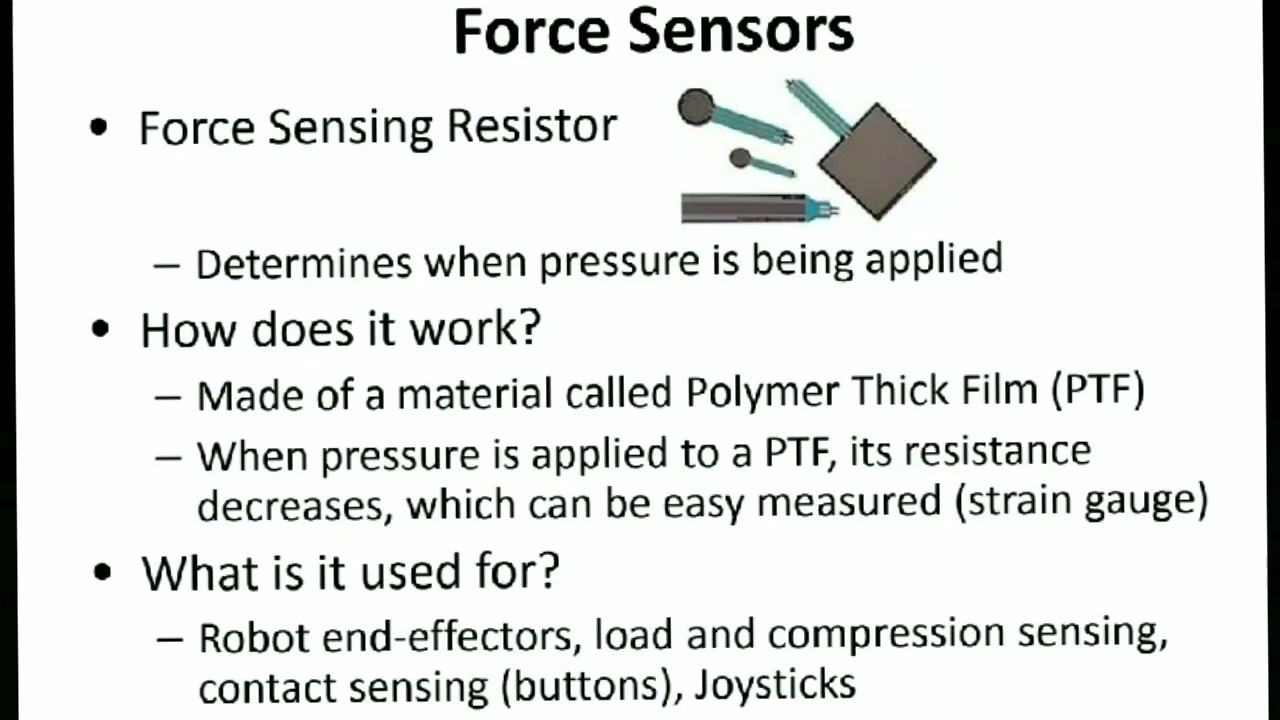 Force Sensors
• Force Sensing Resistor
– Determines when pressure is being applied
• How does it work?
– Made of a material called Polymer Thick Film (PTF)
– When pressure is applied to a PTF, its resistance
decreases, which can be easy measured (strain gauge)
• What is it used for?
– Robot end-effectors, load and compression sensing,
contact sensing (buttons), Joysticks